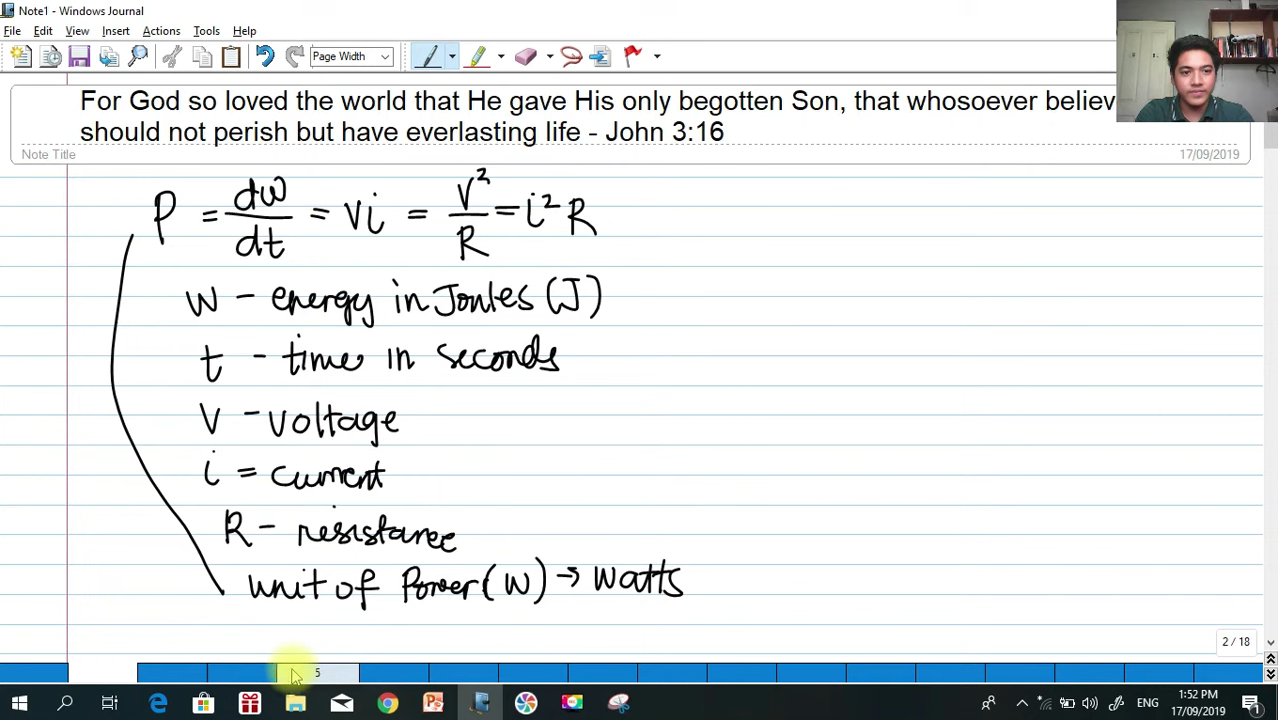 Note1 - Windows Journal
File Edit View Insert Actions Tools Help
Page Width
For God so loved the world that He gave His only begotten Son, that whosoever believ
should not perish but have everlasting life - John 3:16
Note Title
17/09/2019
P = dw/dt = Vi = V²/R = i²R
w - energy in Joules (J)
t - time in seconds
V - voltage
i = current
R - resistance
unit of Power (W) → Watts
2 / 18
5
ENG
1:52 PM
17/09/2019
1